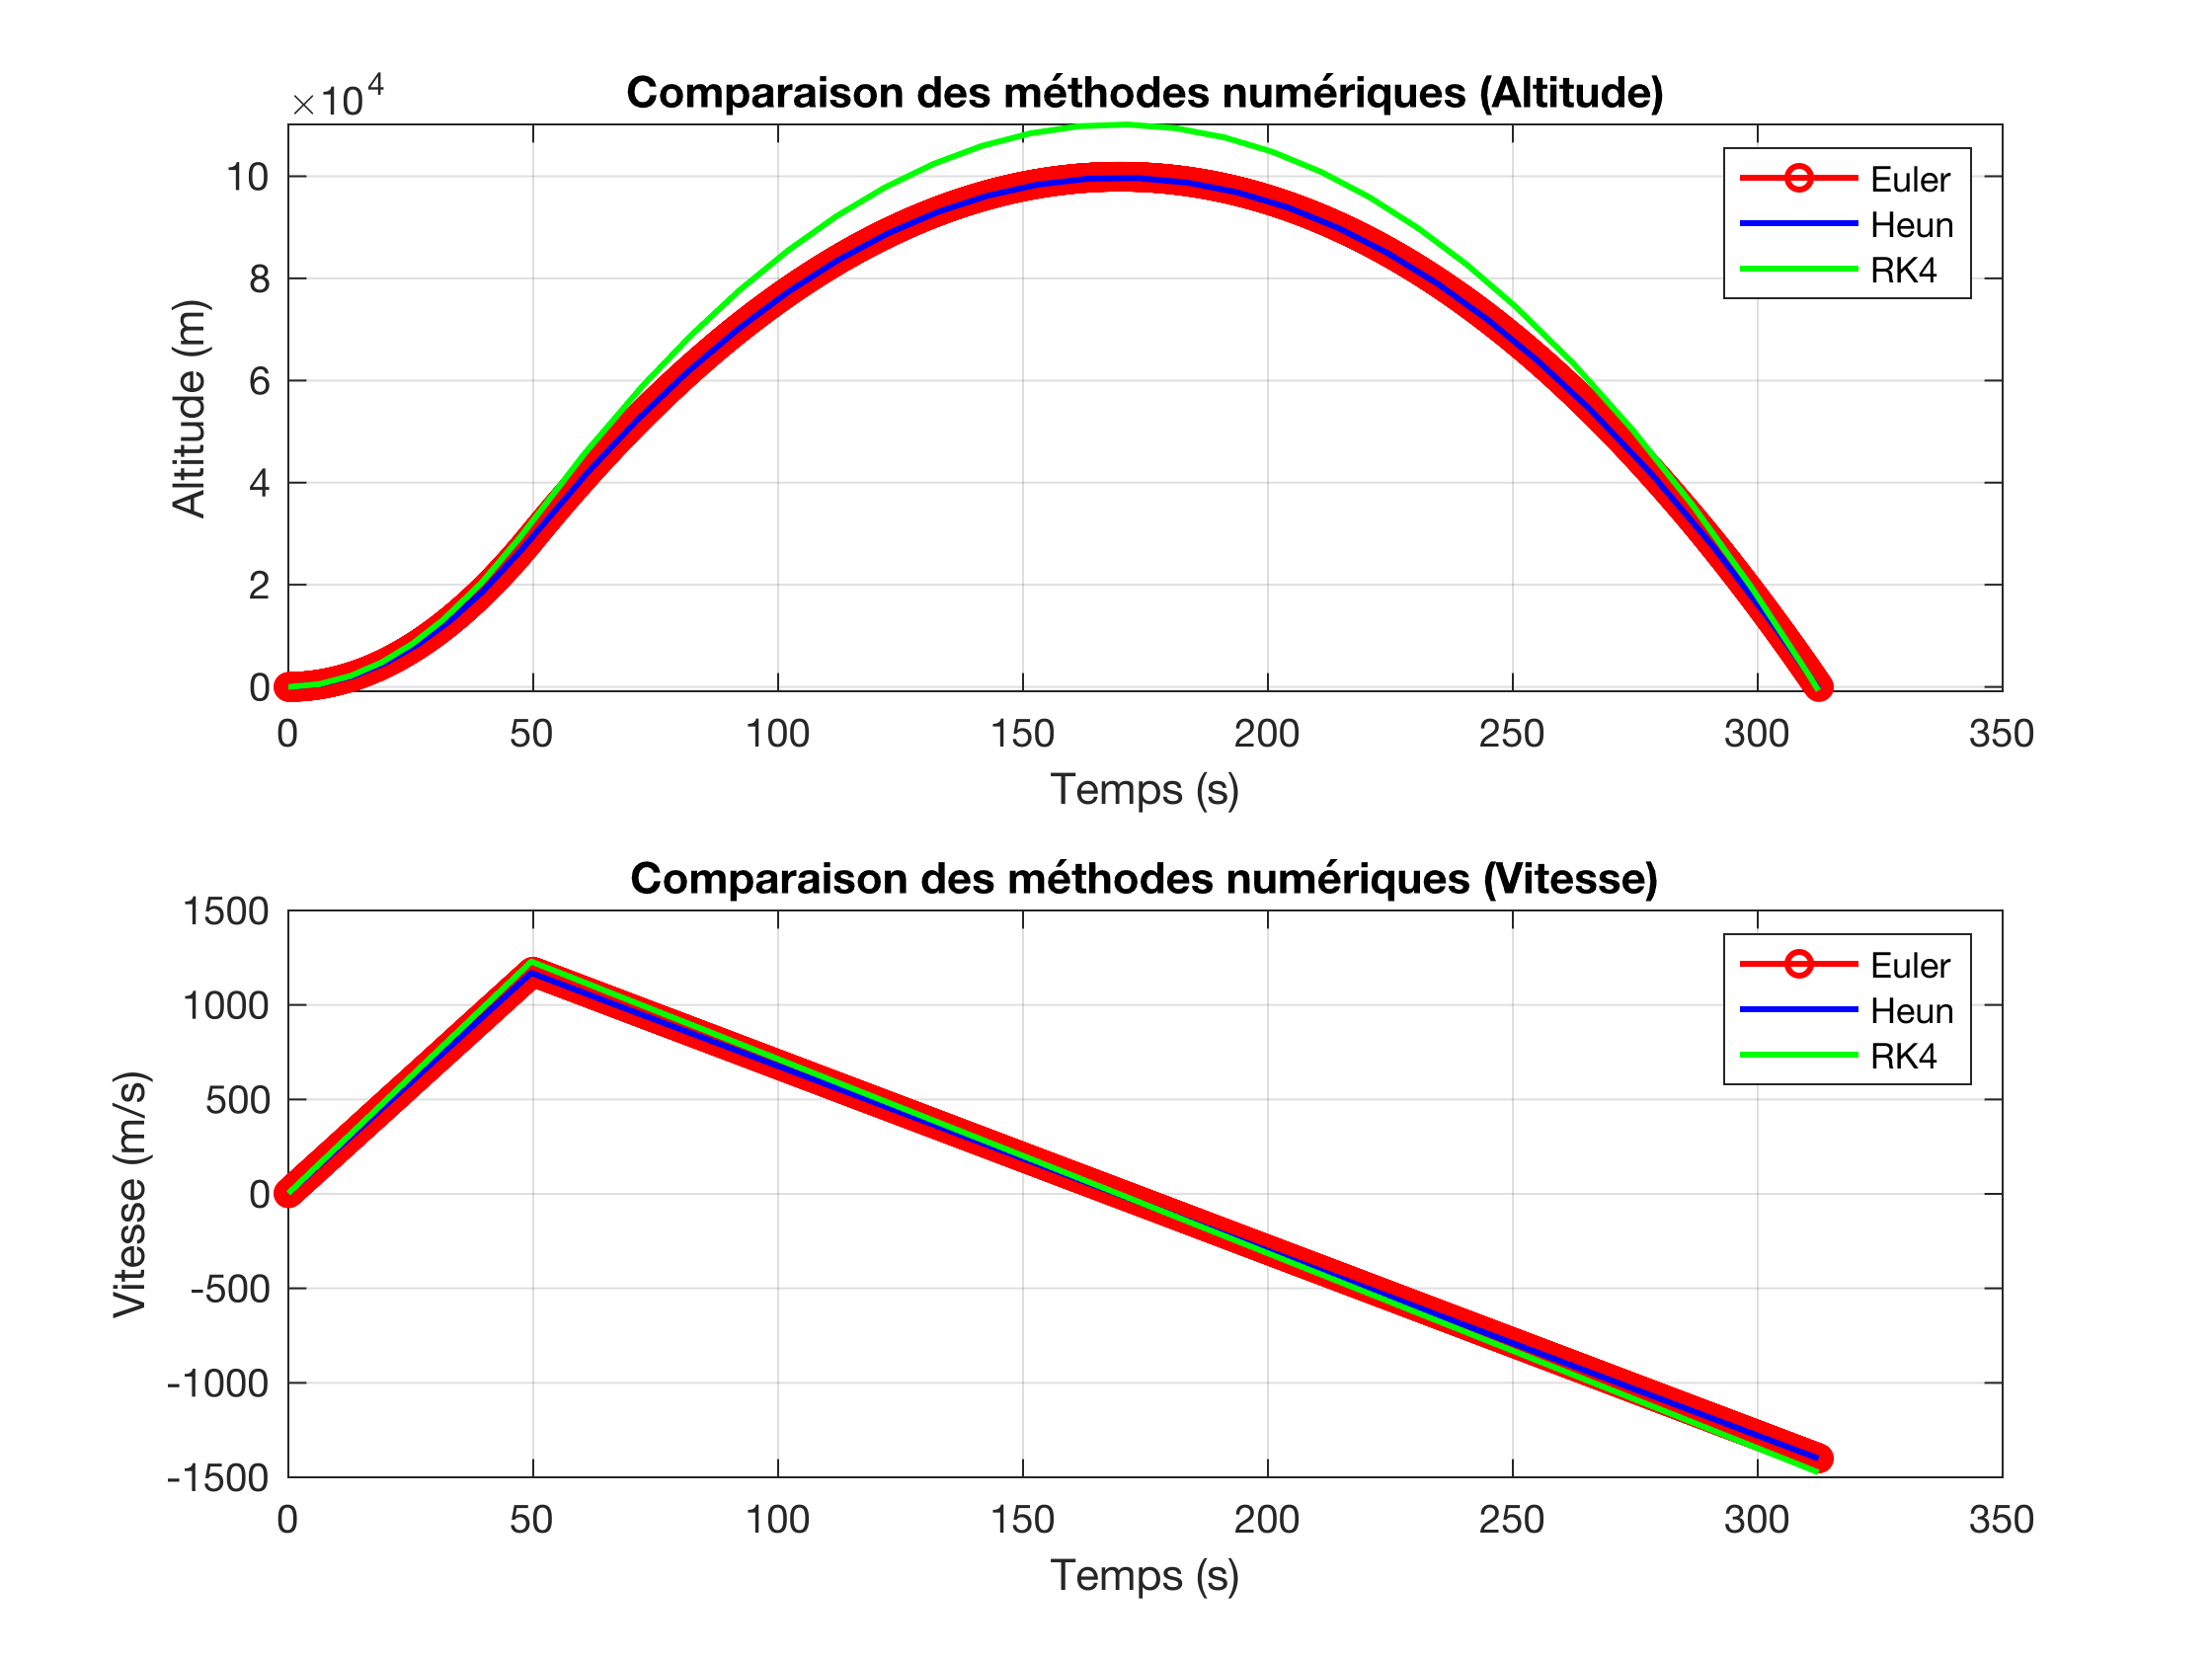 Comparaison des méthodes numériques (Altitude)
×10^4
10
8
6
4
2
0
Altitude (m)
0 50 100 150 200 250 300 350
Temps (s)
Euler
Heun
RK4
Comparaison des méthodes numériques (Vitesse)
1500
1000
500
0
-500
-1000
-1500
Vitesse (m/s)
0 50 100 150 200 250 300 350
Temps (s)
Euler
Heun
RK4